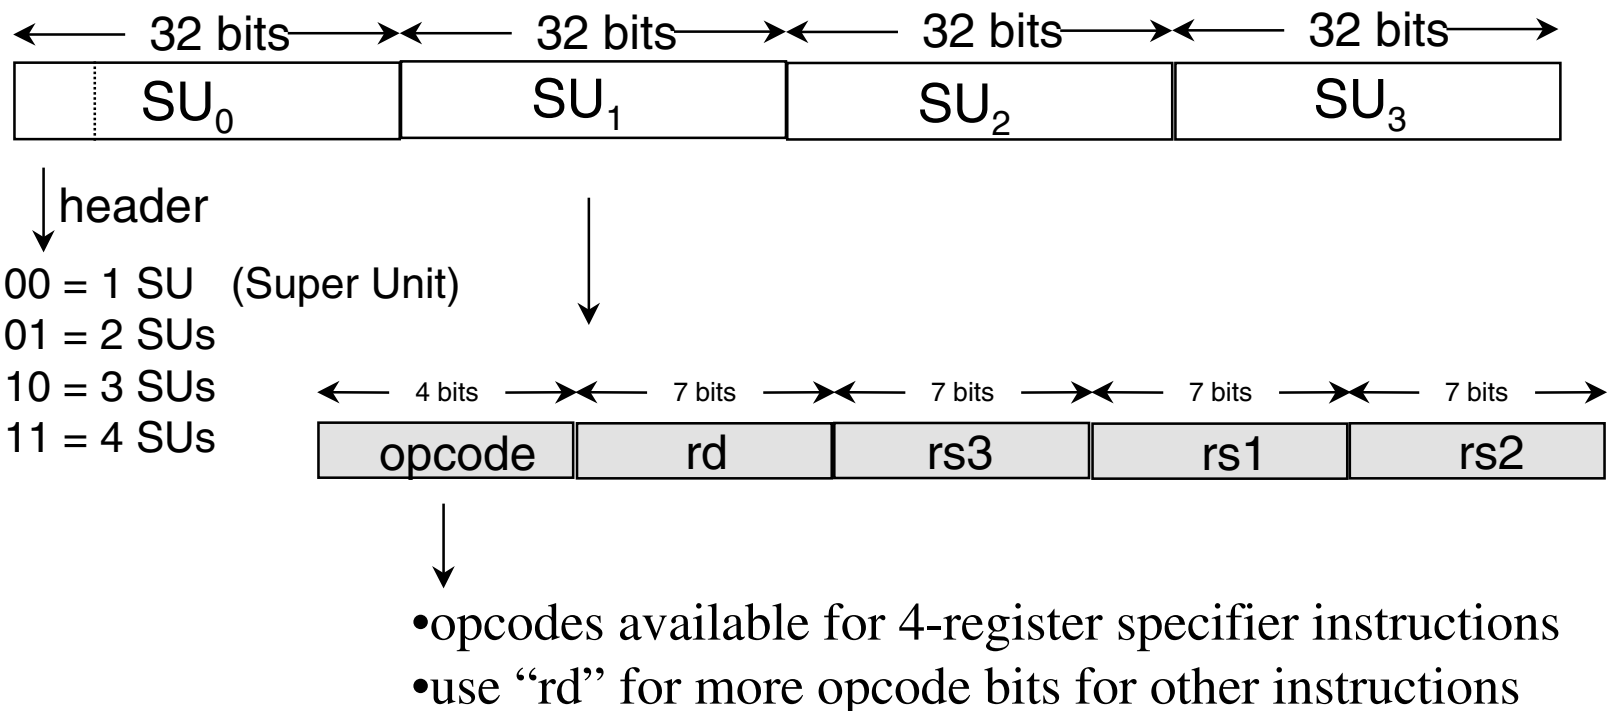 32 bits 32 bits 32 bits 32 bits
SU₀ SU₁ SU₂ SU₃
header
00 = 1 SU (Super Unit)
01 = 2 SUs
10 = 3 SUs
11 = 4 SUs
4 bits 7 bits 7 bits 7 bits 7 bits
opcode rd rs3 rs1 rs2
•opcodes available for 4-register specifier instructions
•use “rd” for more opcode bits for other instructions